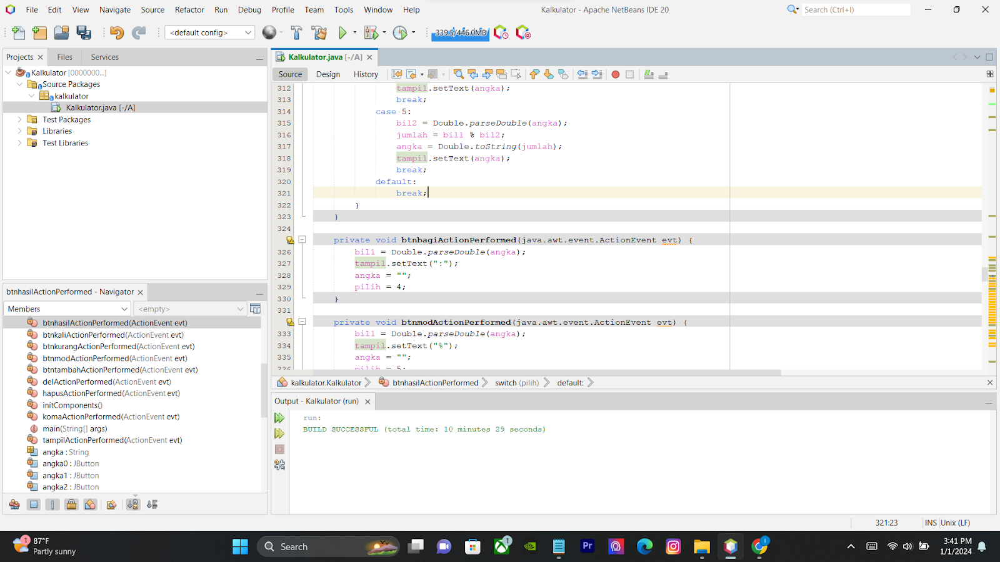 File Edit View Navigate Source Refactor Run Debug Profile Team Tools Window Help
Kalkulator - Apache NetBeans IDE 20
Search (Ctrl+I)
<default config>
339.5/446.0MB
Projects
Files
Services
Kalkulator [0000000...]
Source Packages
kalkulator
Kalkulator.java [-/A]
Test Packages
Libraries
Test Libraries
Kalkulator.java [-/A]
Source
Design
History
312 tampil.setText(angka);
313 break;
314 case 5:
315 bil2 = Double.parseDouble(angka);
316 jumlah = bil1 % bil2;
317 angka = Double.toString(jumlah);
318 tampil.setText(angka);
319 break;
320 default:
321 break;
322 }
323 }
324
private void btnbagiActionPerformed(java.awt.event.ActionEvent evt) {
326 bil1 = Double.parseDouble(angka);
327 tampil.setText(":");
328 angka = "";
329 pilih = 4;
330 }
331
private void btnmodActionPerformed(java.awt.event.ActionEvent evt) {
333 bil1 = Double.parseDouble(angka);
334 tampil.setText("%");
335 angka = "";
336 pilih = 5;
kalkulator.Kalkulator
btnhasilActionPerformed
switch (pilih)
default:
btnhasilActionPerformed - Navigator
Members
<empty>
btnhasilActionPerformed(ActionEvent evt)
btnkaliActionPerformed(ActionEvent evt)
btnkurangActionPerformed(ActionEvent evt)
btnmodActionPerformed(ActionEvent evt)
btntambahActionPerformed(ActionEvent evt)
delActionPerformed(ActionEvent evt)
hapusActionPerformed(ActionEvent evt)
initComponents()
komaActionPerformed(ActionEvent evt)
main(String[] args)
tampilActionPerformed(ActionEvent evt)
angka : String
angka0 : JButton
angka1 : JButton
angka2 : JButton
Output - Kalkulator (run)
run:
BUILD SUCCESSFUL (total time: 10 minutes 29 seconds)
321:23
INS
Unix (LF)
1
87°F
Partly sunny
Search
1
Pr
3:41 PM
1/1/2024